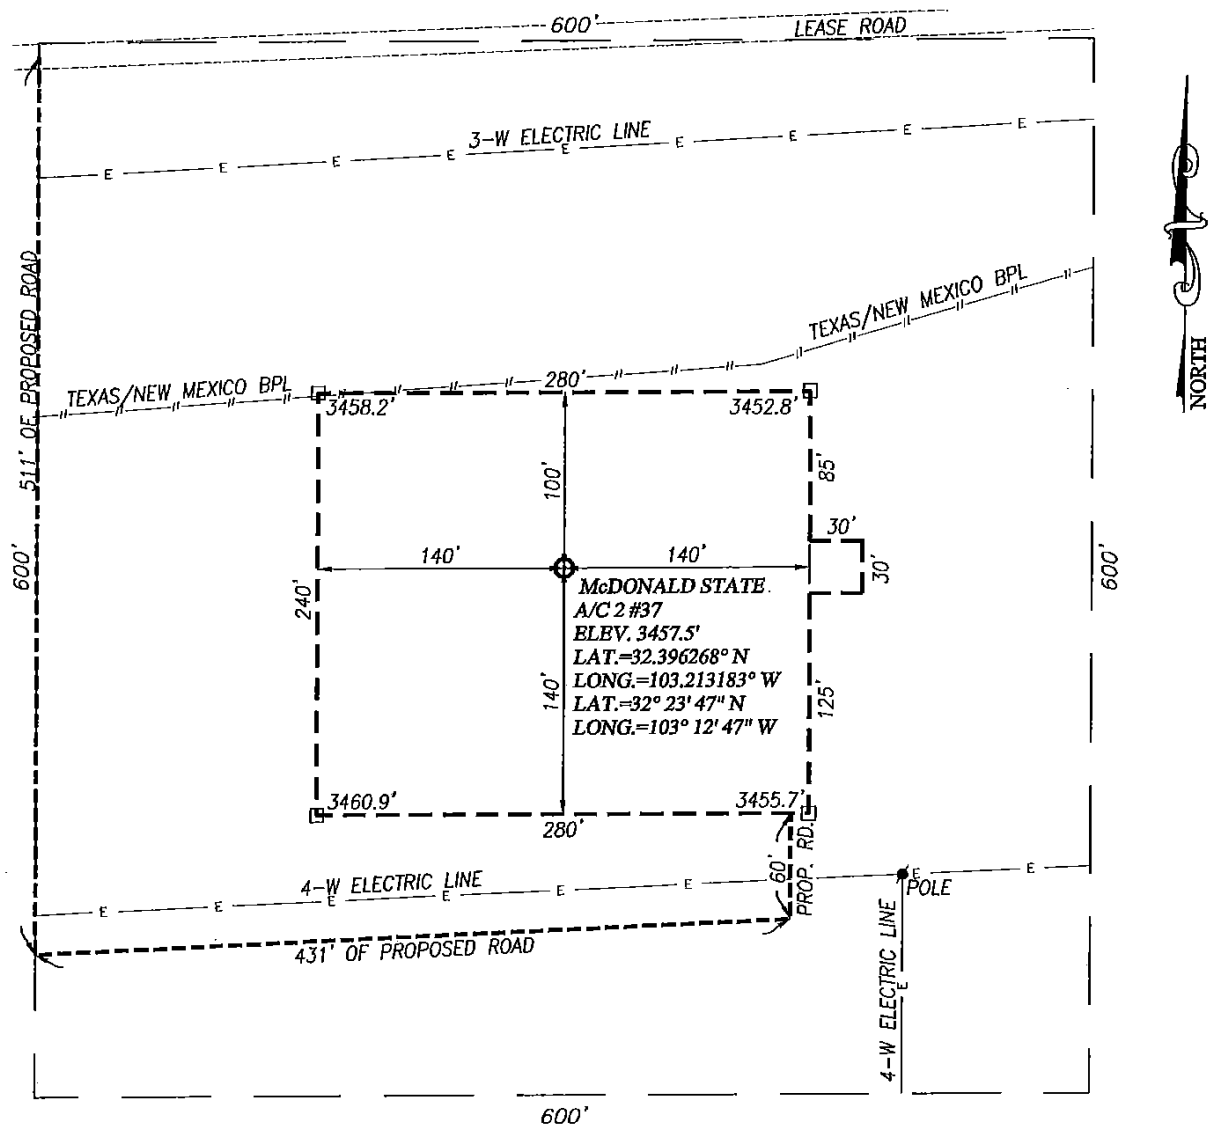 600'
LEASE ROAD
3-W ELECTRIC LINE
E E E E E E E E E
NORTH
511' OF PROPOSED ROAD
600'
TEXAS/NEW MEXICO BPL
TEXAS/NEW MEXICO BPL
280'
3458.2'
3452.8'
100'
85'
30'
30'
140'
140'
240'
600'
McDONALD STATE
A/C 2 #37
ELEV. 3457.5'
LAT.=32.396268° N
LONG.=103.213183° W
LAT.=32° 23' 47" N
LONG.=103° 12' 47" W
140'
125'
3460.9'
3455.7'
280'
60'
PROP. RD.
4-W ELECTRIC LINE
E E E E E E E E
POLE
431' OF PROPOSED ROAD
4-W ELECTRIC LINE
E
600'